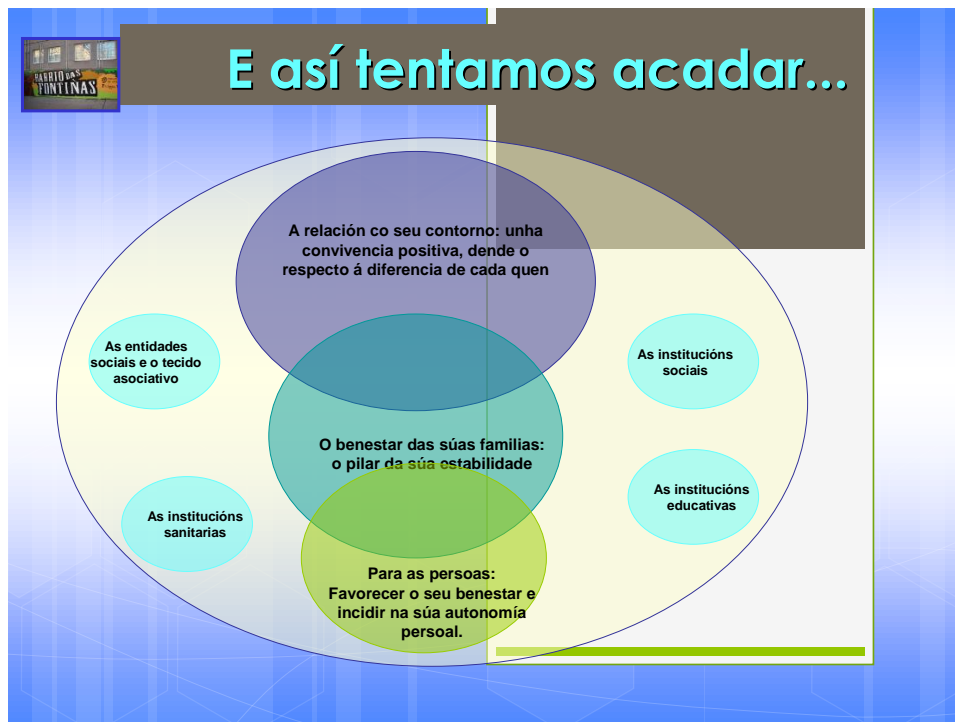 E así tentamos acadar...
BARRIO DAS
FONTIÑAS
A relación co seu contorno: unha
convivencia positiva, dende o
respecto á diferencia de cada quen
As entidades
sociais e o tecido
asociativo
As institucións
sociais
O benestar das súas familias:
o pilar da súa estabilidade
As institucións
educativas
As institucións
sanitarias
Para as persoas:
Favorecer o seu benestar e
incidir na súa autonomía
persoal.